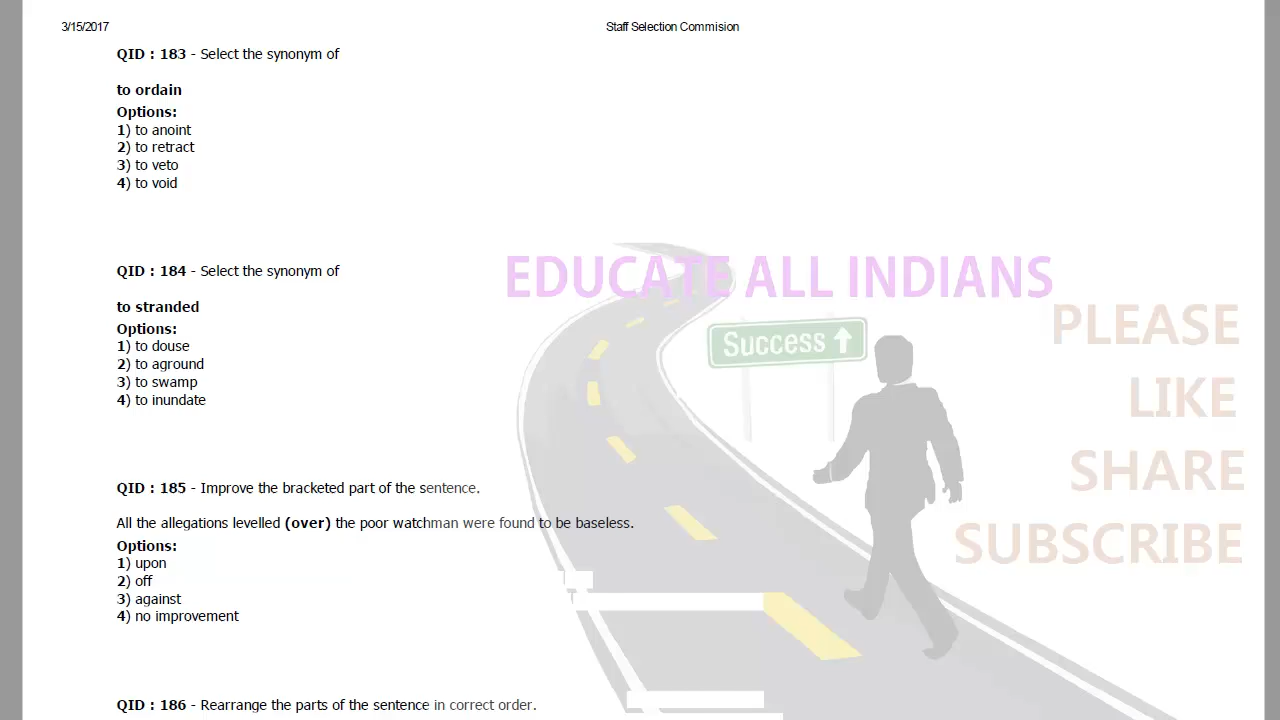 3/15/2017
Staff Selection Commision
QID : 183 - Select the synonym of
to ordain
Options:
1) to anoint
2) to retract
3) to veto
4) to void
QID : 184 - Select the synonym of
to stranded
Options:
1) to douse
2) to aground
3) to swamp
4) to inundate
QID : 185 - Improve the bracketed part of the sentence.
All the allegations levelled (over) the poor watchman were found to be baseless.
Options:
1) upon
2) off
3) against
4) no improvement
QID : 186 - Rearrange the parts of the sentence in correct order.
EDUCATE ALL INDIANS
Success
PLEASE
LIKE
SHARE
SUBSCRIBE